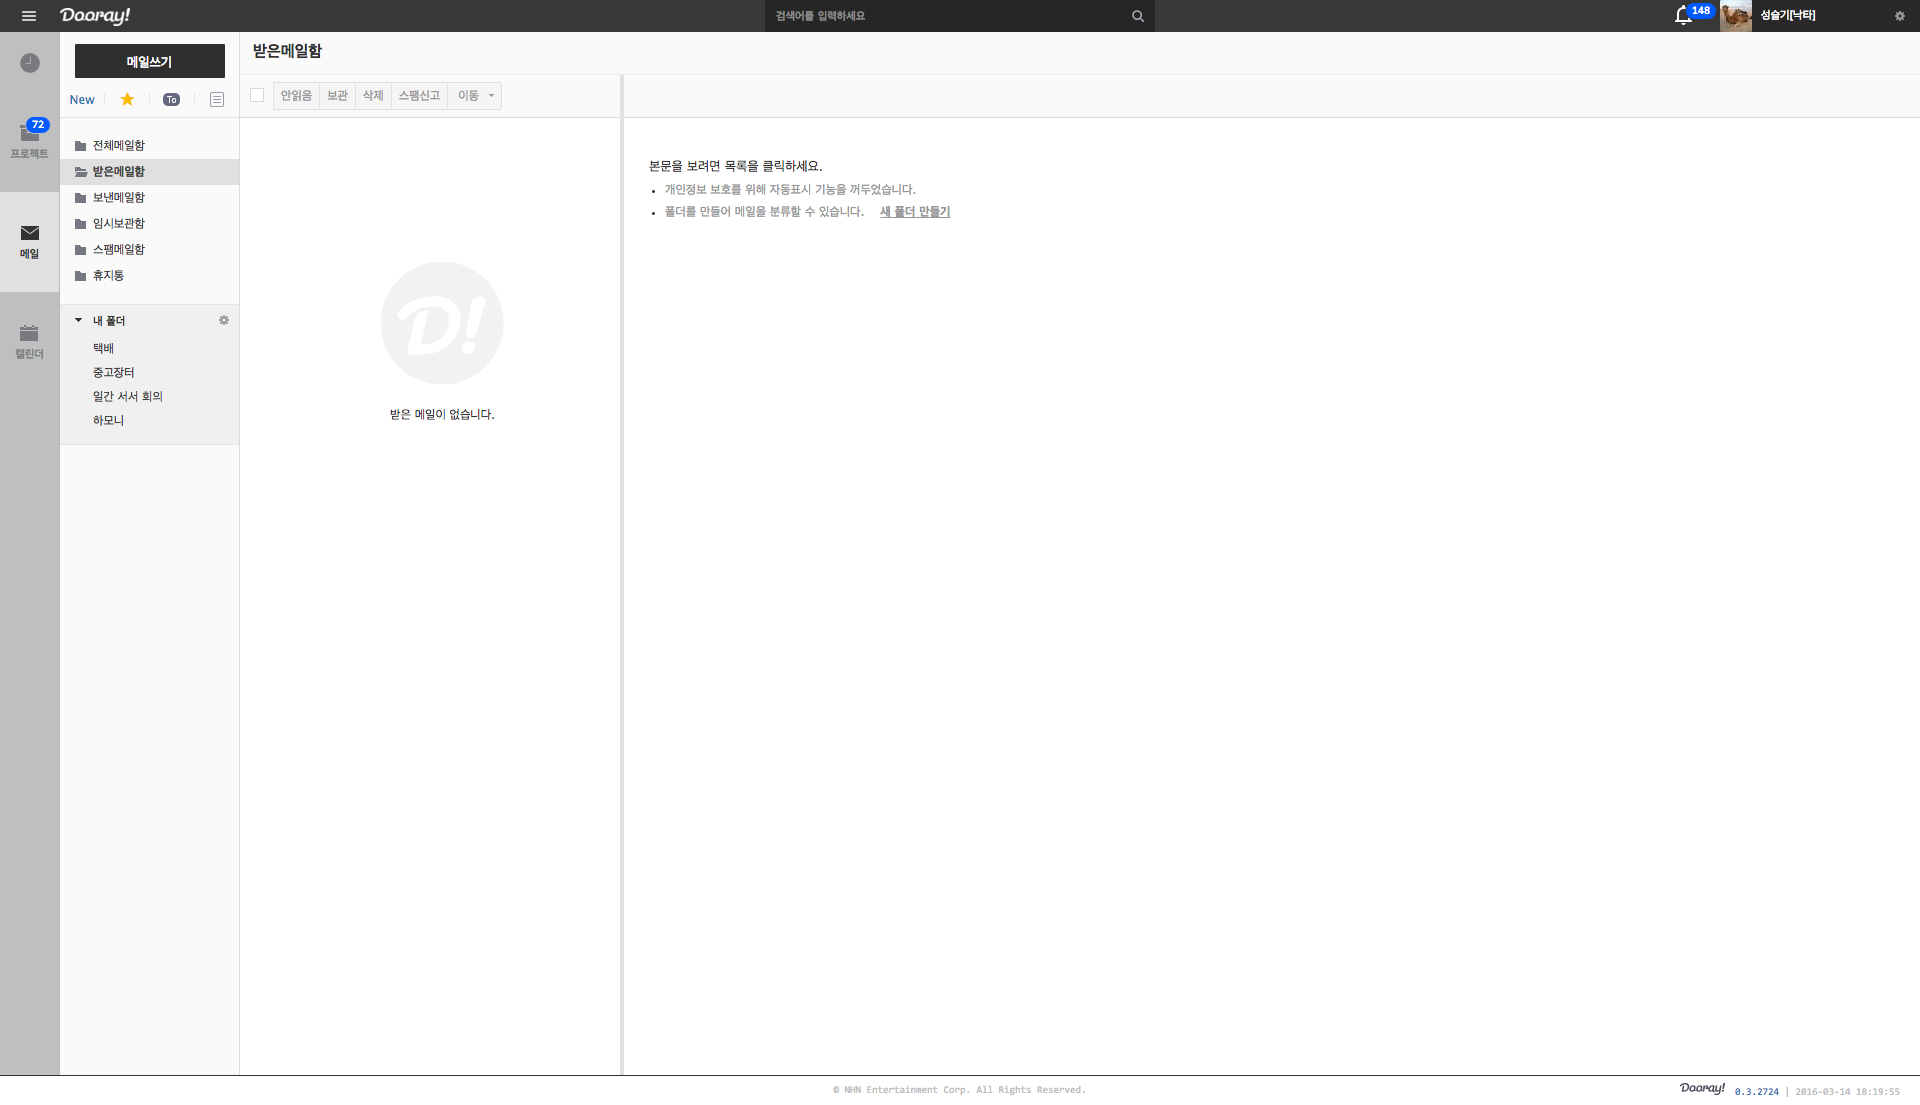 Dooray!
검색어를 입력하세요
148
성슬기[낙타]
72
프로젝트
메일
캘린더
메일쓰기
New
To
전체메일함
받은메일함
보낸메일함
임시보관함
스팸메일함
휴지통
내 폴더
택배
중고장터
일간 서서 회의
하모니
받은메일함
안읽음 보관 삭제 스팸신고 이동
D!
받은 메일이 없습니다.
본문을 보려면 목록을 클릭하세요.
개인정보 보호를 위해 자동표시 기능을 꺼두었습니다.
폴더를 만들어 메일을 분류할 수 있습니다. 새 폴더 만들기
© NHN Entertainment Corp. All Rights Reserved.
Dooray! 0.3.2724 | 2016-03-14 18:19:55